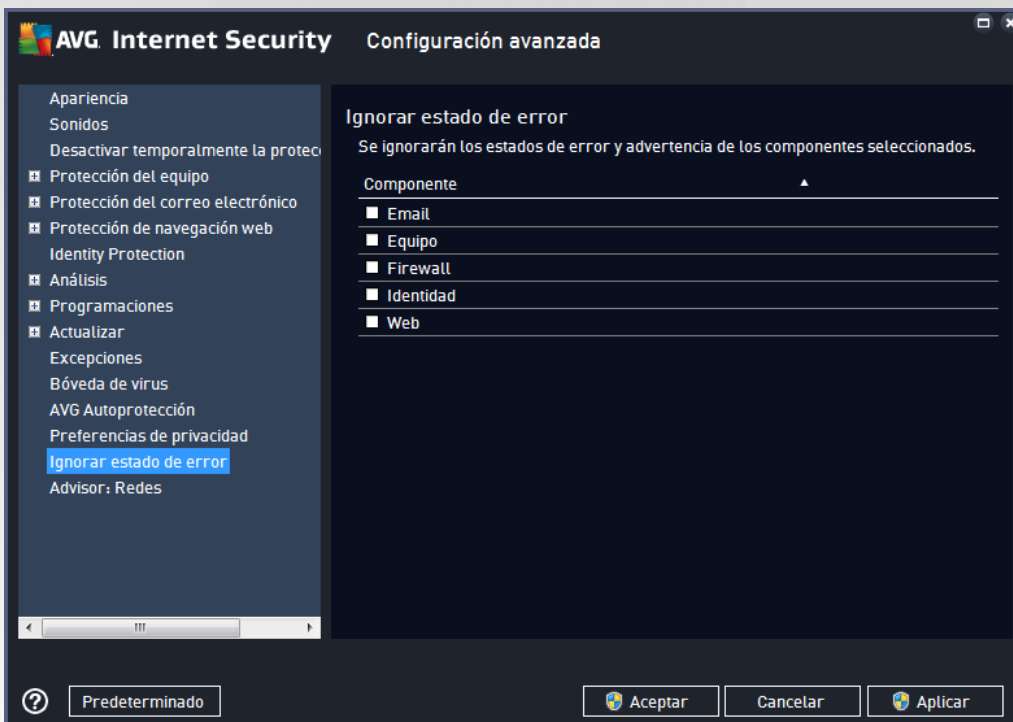 AVG. Internet Security Configuración avanzada
Apariencia
Sonidos
Desactivar temporalmente la protec
Protección del equipo
Protección del correo electrónico
Protección de navegación web
Identity Protection
Análisis
Programaciones
Actualizar
Excepciones
Bóveda de virus
AVG Autoprotección
Preferencias de privacidad
Ignorar estado de error
Advisor: Redes
Ignorar estado de error
Se ignorarán los estados de error y advertencia de los componentes seleccionados.
Componente
Email
Equipo
Firewall
Identidad
Web
Predeterminado
Aceptar
Cancelar
Aplicar